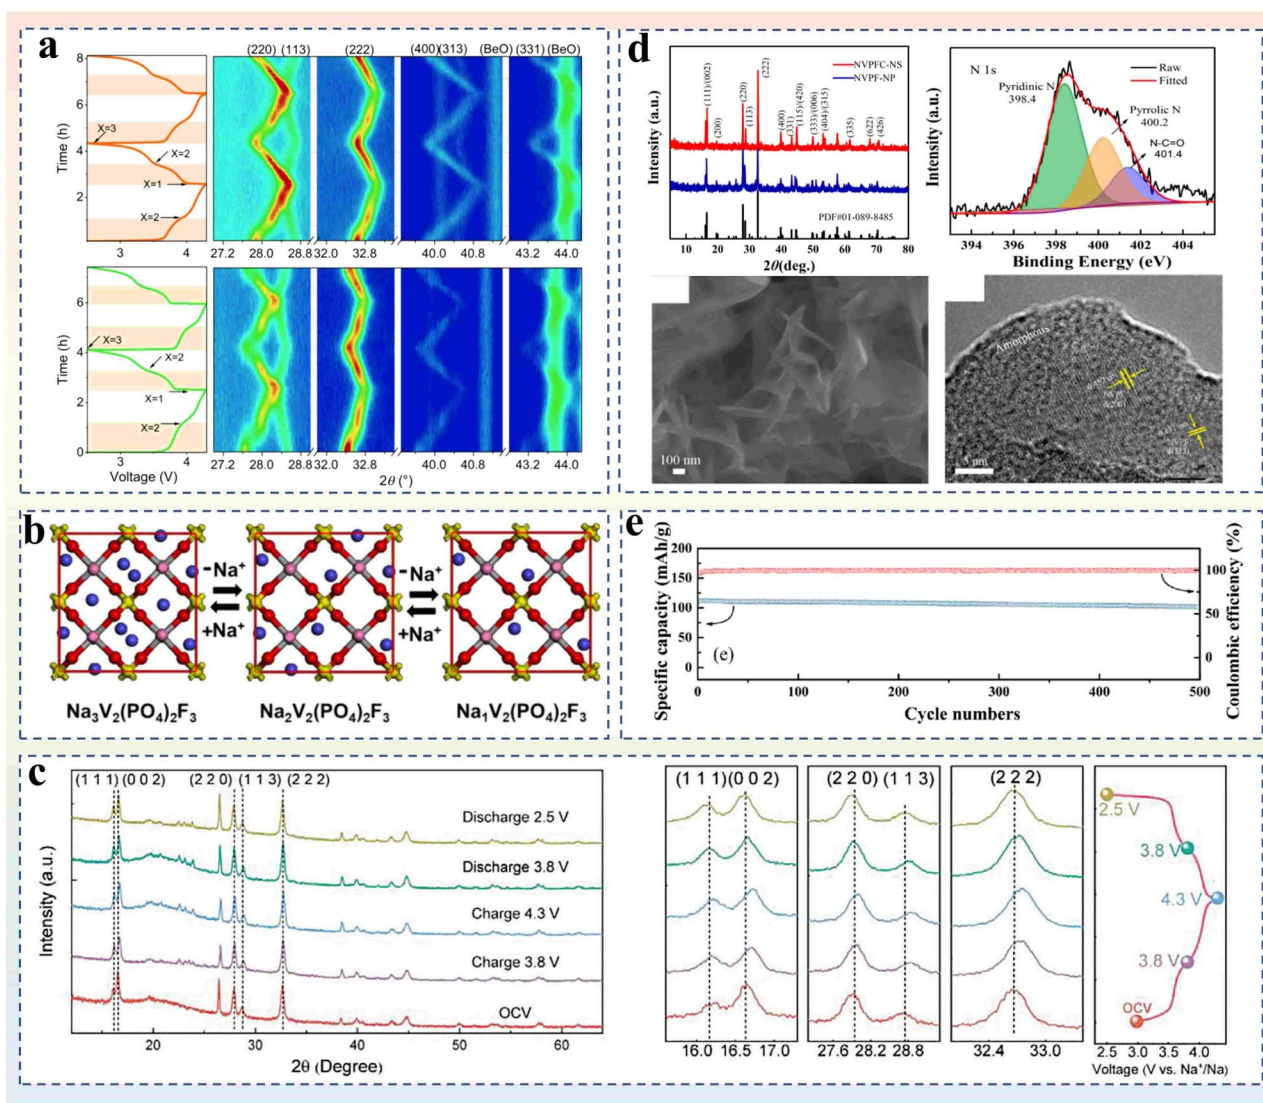 a
(220) (113) (222) (400) (313) (BeO) (331) (BeO)
8
6
4
2
Time (h)
X=3
X=2
X=1
X=2
3 4
27.2 28.0 28.8 32.0 32.8 40.0 40.8 43.2 44.0
6
4
2
0
Time (h)
X=3
X=2
X=1
X=2
3 4
27.2 28.0 28.8 32.0 32.8 40.0 40.8 43.2 44.0
Voltage (V)
2θ (°)
d
Intensity (a.u.)
NVPFC-NS
NVPF-NP
(111)/(002)
(200)
(220)
(113)
(222)
(400)
(331)
(115)/(420)
(333)/(006)
(404)/(315)
(335)
(622)
(426)
PDF#01-089-8485
10 20 30 40 50 60 70 80
2θ(deg.)
N 1s
Raw
Fitted
Pyridinic N
398.4
Pyrrolic N
400.2
N-C=O
401.4
Intensity (a.u.)
394 396 398 400 402 404
Binding Energy (eV)
100 nm
Amorphous
5 nm
b
-Na⁺ -Na⁺
+Na⁺ +Na⁺
Na₃V₂(PO₄)₂F₃ Na₂V₂(PO₄)₂F₃ Na₁V₂(PO₄)₂F₃
e
Specific capacity (mAh/g)
200
175
150
125
100
75
50
25
0
(e)
0 100 200 300 400 500
Cycle numbers
100
50
0
Coulombic efficiency (%)
c
(1 1 1) (0 0 2) (2 2 0) (1 1 3) (2 2 2)
Intensity (a.u.)
Discharge 2.5 V
Discharge 3.8 V
Charge 4.3 V
Charge 3.8 V
OCV
20 30 40 50 60
2θ (Degree)
(1 1 1)(0 0 2)
(2 2 0) (1 1 3)
(2 2 2)
16.0 16.5 17.0
27.6 28.2 28.8
32.4 33.0
2.5 V
3.8 V
4.3 V
3.8 V
OCV
2.5 3.0 3.5 4.0
Voltage (V vs. Na⁺/Na)